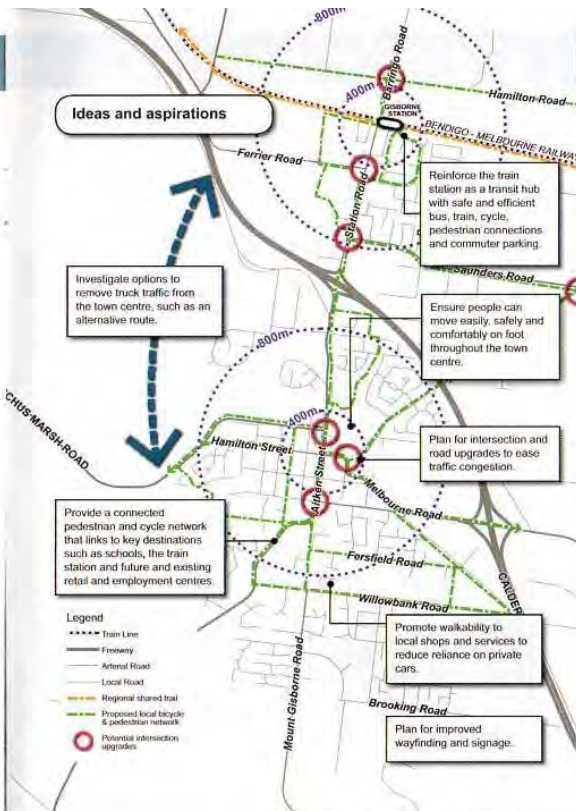 800m
Barringo Road
Hamilton Road
400m
GISBORNE
STATION
BENDIGO - MELBOURNE RAILWAY
Ideas and aspirations
Ferrier Road
Station Road
Reinforce the train
station as a transit hub
with safe and efficient
bus, train, cycle,
pedestrian connections
and commuter parking.
Saunders Road
Investigate options to
remove truck traffic from
the town centre, such as an
alternative route.
Ensure people can
move easily, safely and
comfortably on foot
throughout the town
centre.
800m
CHUS MARSH ROAD
400m
Hamilton Street
Aitken Street
Plan for intersection and
road upgrades to ease
traffic congestion.
Melbourne Road
Provide a connected
pedestrian and cycle network
that links to key destinations
such as schools, the train
station and future and existing
retail and employment centres.
Fersfield Road
CALDER
Willowbank Road
Legend
Train Line
Freeway
Arterial Road
Local Road
Regional shared trail
Proposed local bicycle
& pedestrian network
Potential intersection
upgrades
Mount Gisborne Road
Promote walkability to
local shops and services to
reduce reliance on private
cars.
Brooking Road
Plan for improved
wayfinding and signage.